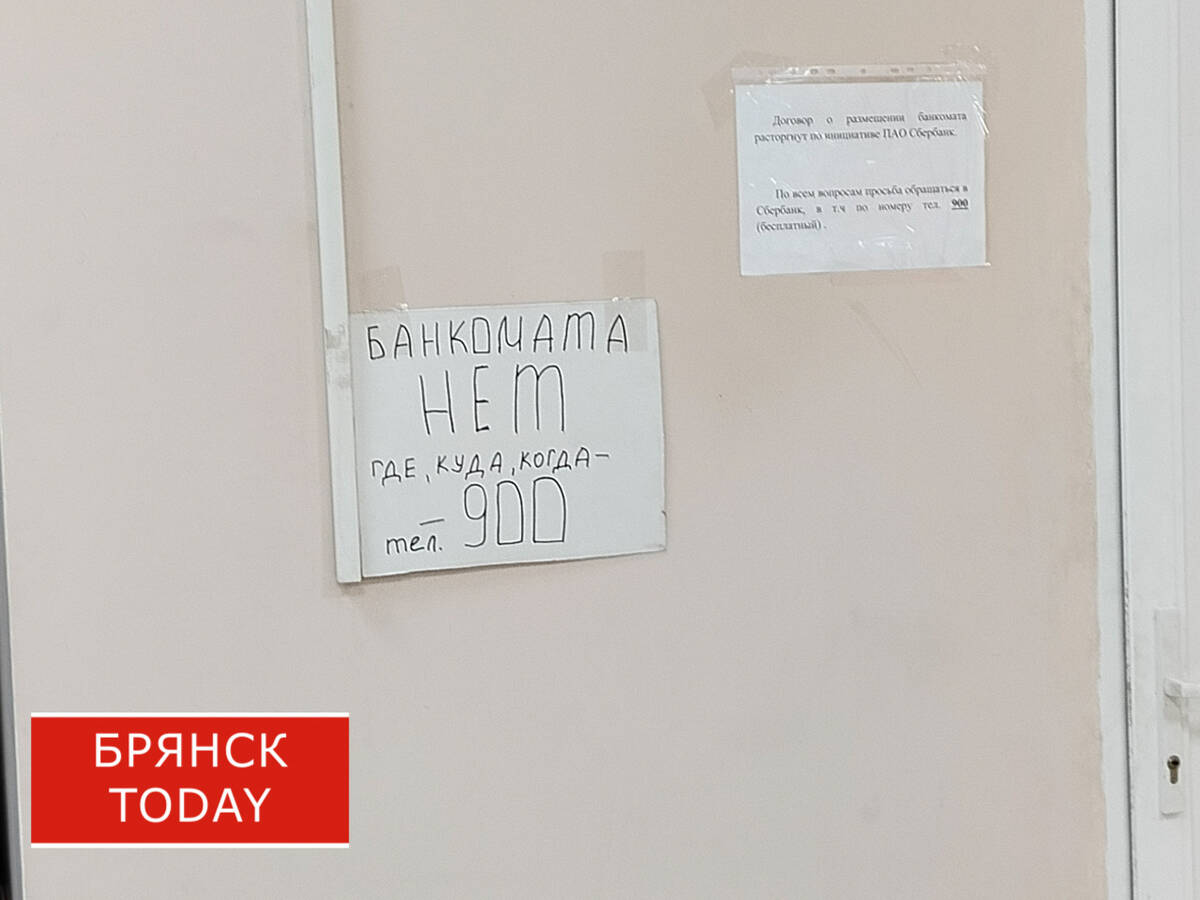 Договор о размещении банкомата
расторгнут по инициативе ПАО Сбербанк.
По всем вопросам просьба обращаться в
Сбербанк, в т.ч по номеру тел. 900
(бесплатный) .
БАНКОМАТА
НЕТ
ГДЕ, КУДА, КОГДА –
тел. 900
БРЯНСК
TODAY